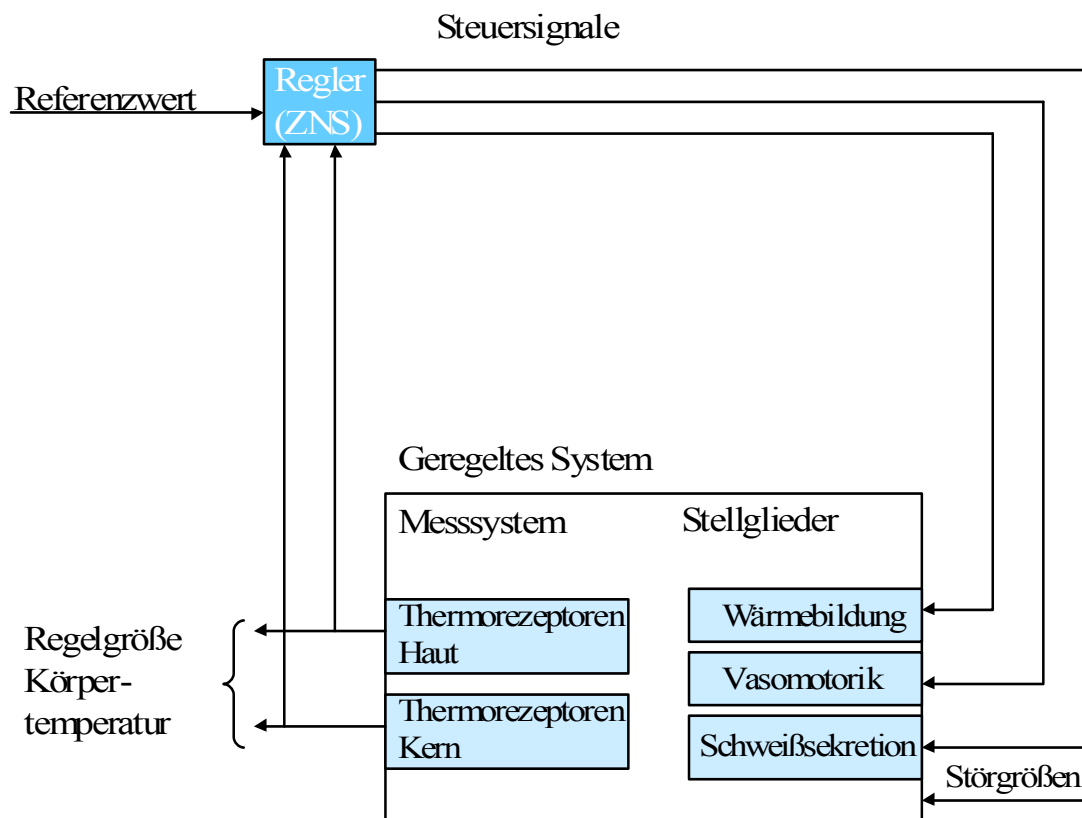 Steuersignale
Regler
(ZNS)
Referenzwert
Geregeltes System
Messsystem
Stellglieder
Thermorezeptoren
Haut
Wärmebildung
Regelgröße
Körper-
temperatur
Vasomotorik
Thermorezeptoren
Kern
Schweißsekretion
Störgrößen